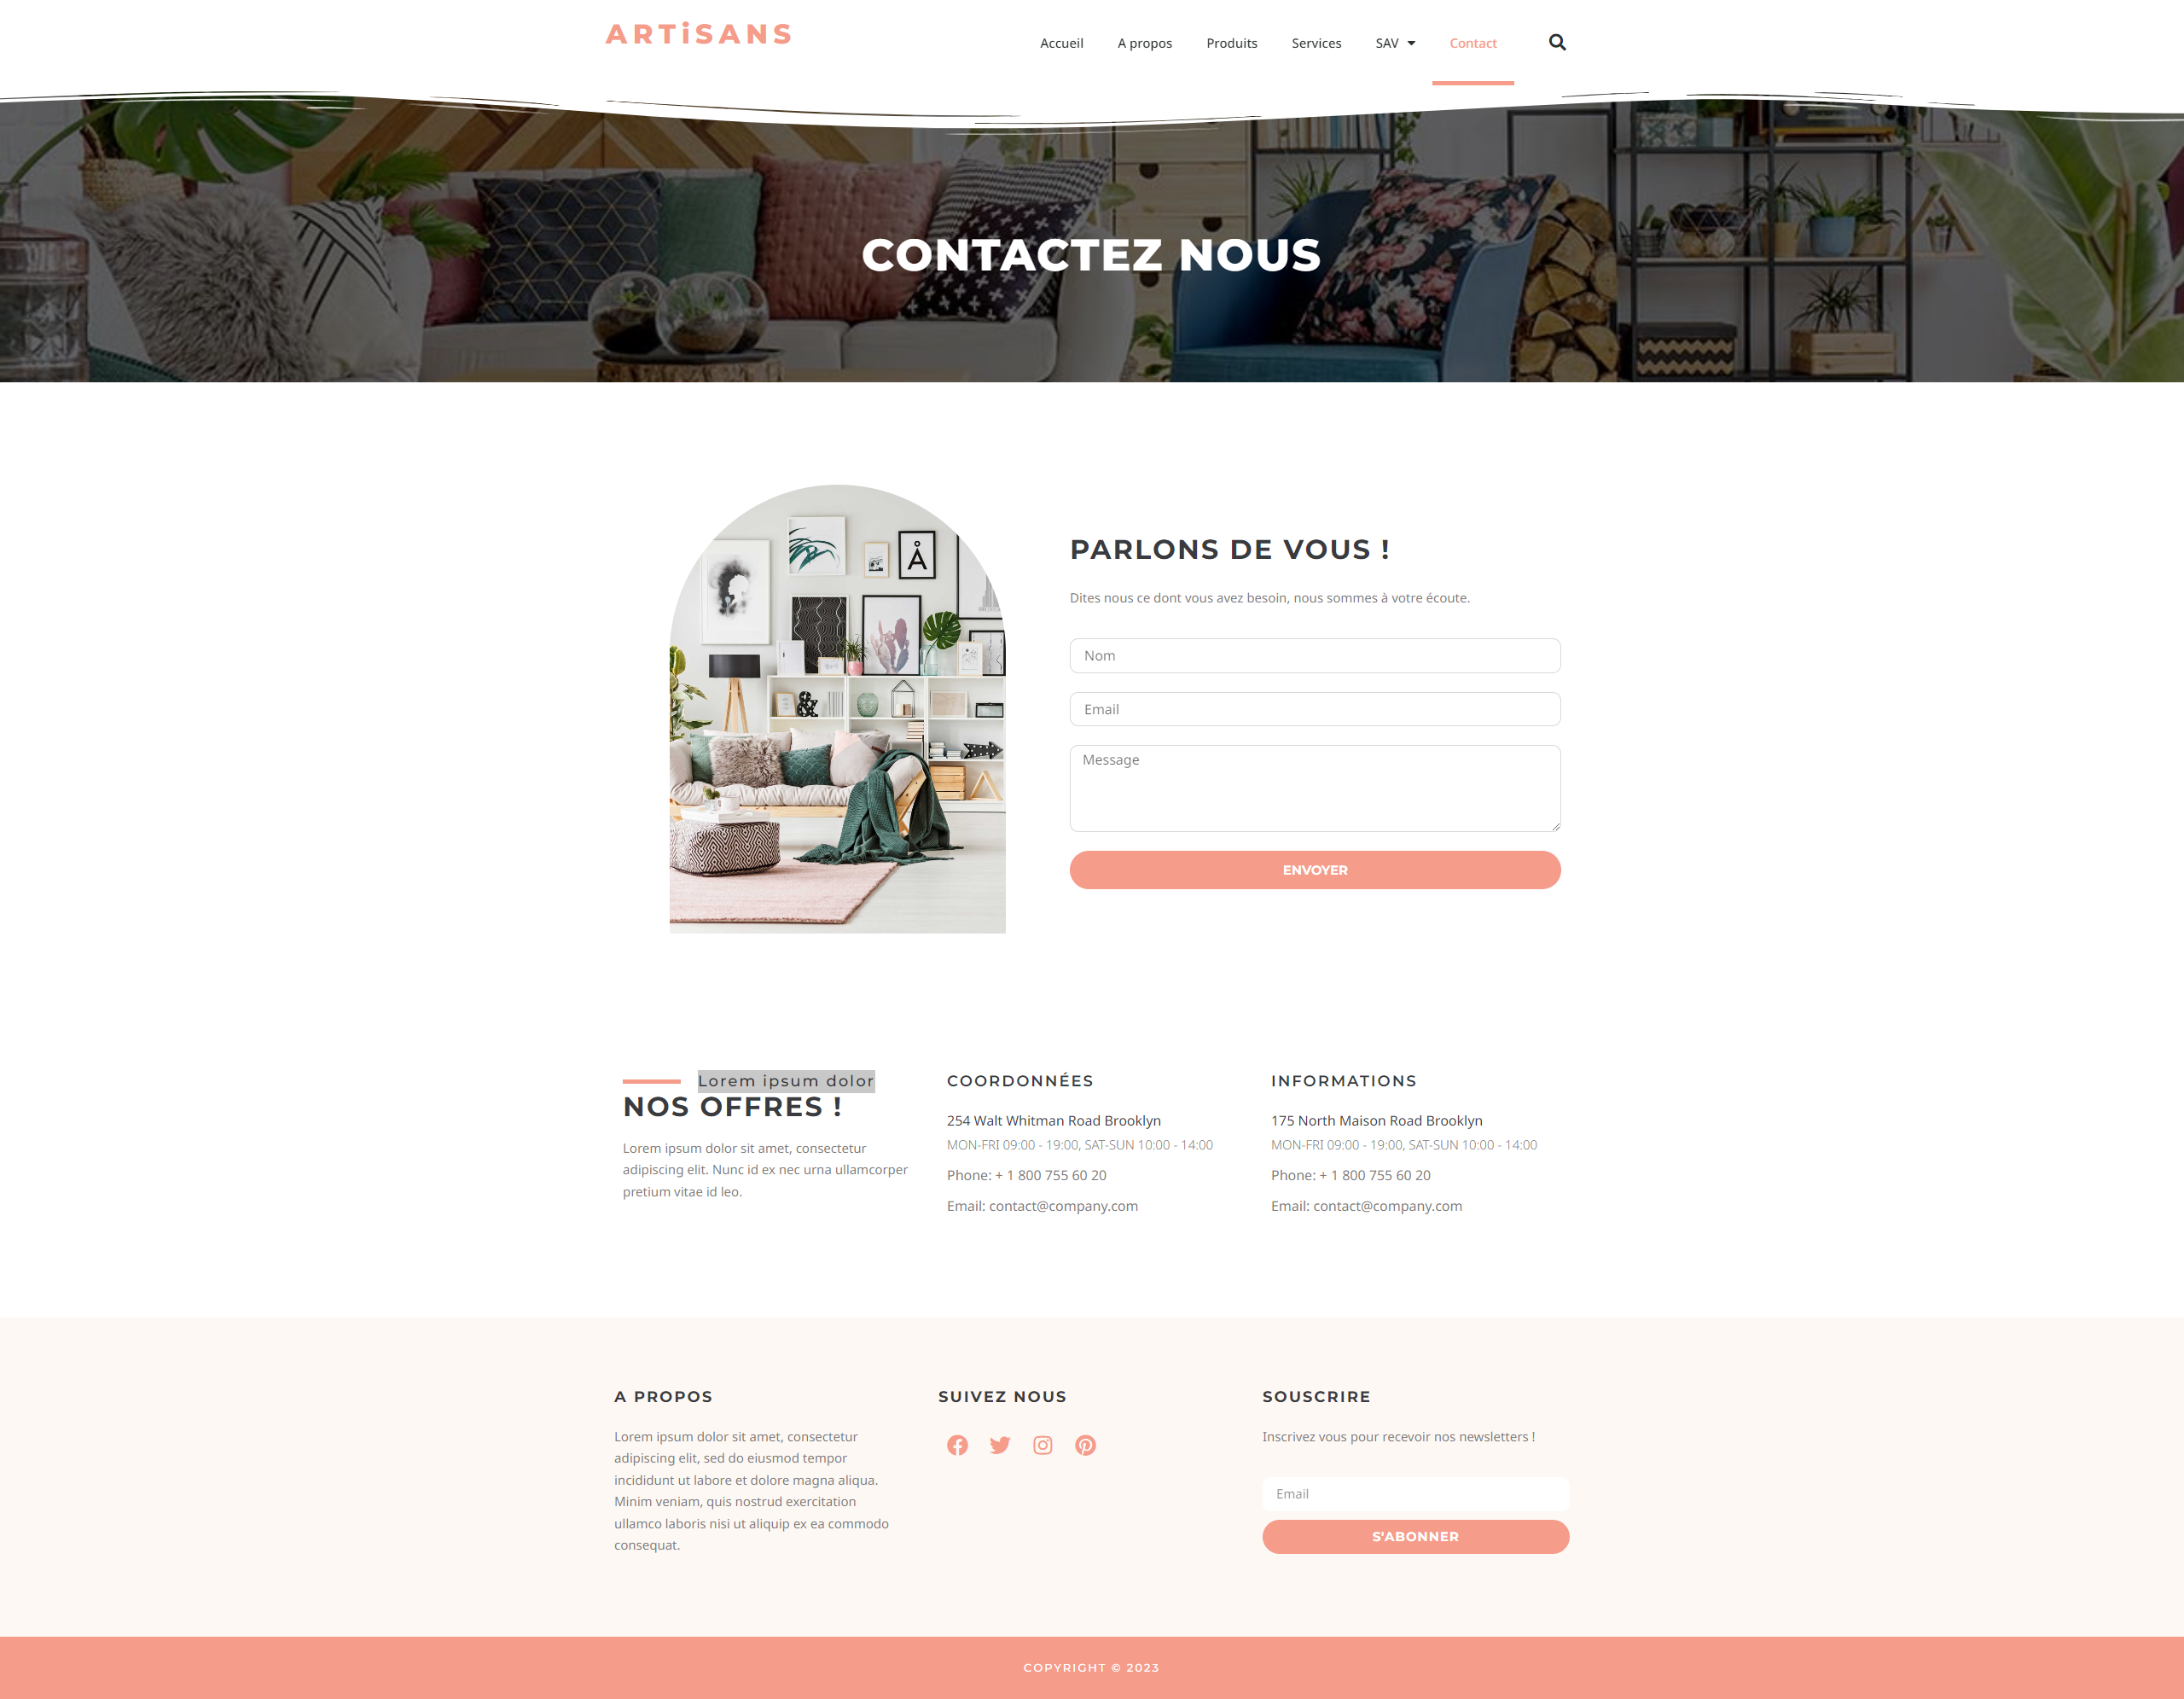 ARTiSANS
Accueil A propos Produits Services SAV Contact
CONTACTEZ NOUS
Å
&
PARLONS DE VOUS !
Dites nous ce dont vous avez besoin, nous sommes à votre écoute.
Nom
Email
Message
ENVOYER
Lorem ipsum dolor
NOS OFFRES !
Lorem ipsum dolor sit amet, consectetur
adipiscing elit. Nunc id ex nec urna ullamcorper
pretium vitae id leo.
COORDONNÉES
254 Walt Whitman Road Brooklyn
MON-FRI 09:00 - 19:00, SAT-SUN 10:00 - 14:00
Phone: + 1 800 755 60 20
Email: contact@company.com
INFORMATIONS
175 North Maison Road Brooklyn
MON-FRI 09:00 - 19:00, SAT-SUN 10:00 - 14:00
Phone: + 1 800 755 60 20
Email: contact@company.com
A PROPOS
Lorem ipsum dolor sit amet, consectetur
adipiscing elit, sed do eiusmod tempor
incididunt ut labore et dolore magna aliqua.
Minim veniam, quis nostrud exercitation
ullamco laboris nisi ut aliquip ex ea commodo
consequat.
SUIVEZ NOUS
SOUSCRIRE
Inscrivez vous pour recevoir nos newsletters !
Email
S'ABONNER
COPYRIGHT © 2023